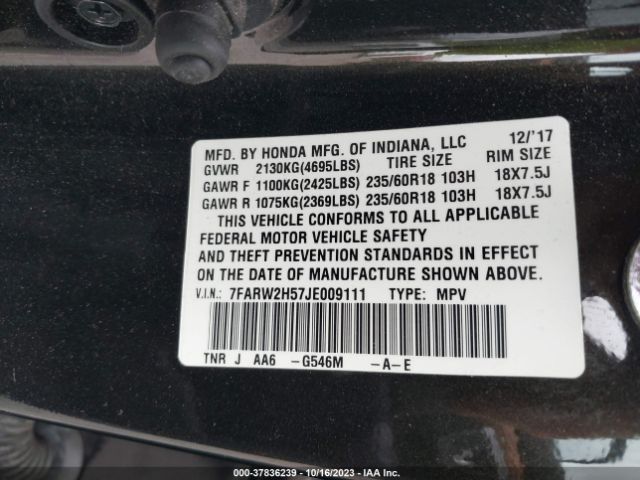 MFD. BY HONDA MFG. OF INDIANA, LLC 12/'17
GVWR 2130KG(4695LBS) TIRE SIZE RIM SIZE
GAWR F 1100KG(2425LBS) 235/60R18 103H 18X7.5J
GAWR R 1075KG(2369LBS) 235/60R18 103H 18X7.5J
THIS VEHICLE CONFORMS TO ALL APPLICABLE
FEDERAL MOTOR VEHICLE SAFETY
AND THEFT PREVENTION STANDARDS IN EFFECT
ON THE DATE OF MANUFACTURE SHOWN ABOVE.
V.I.N.: 7FARW2H57JE009111 TYPE: MPV
TNR J AA6 -G546M -A-E
000-37836239 - 10/16/2023 - IAA Inc.